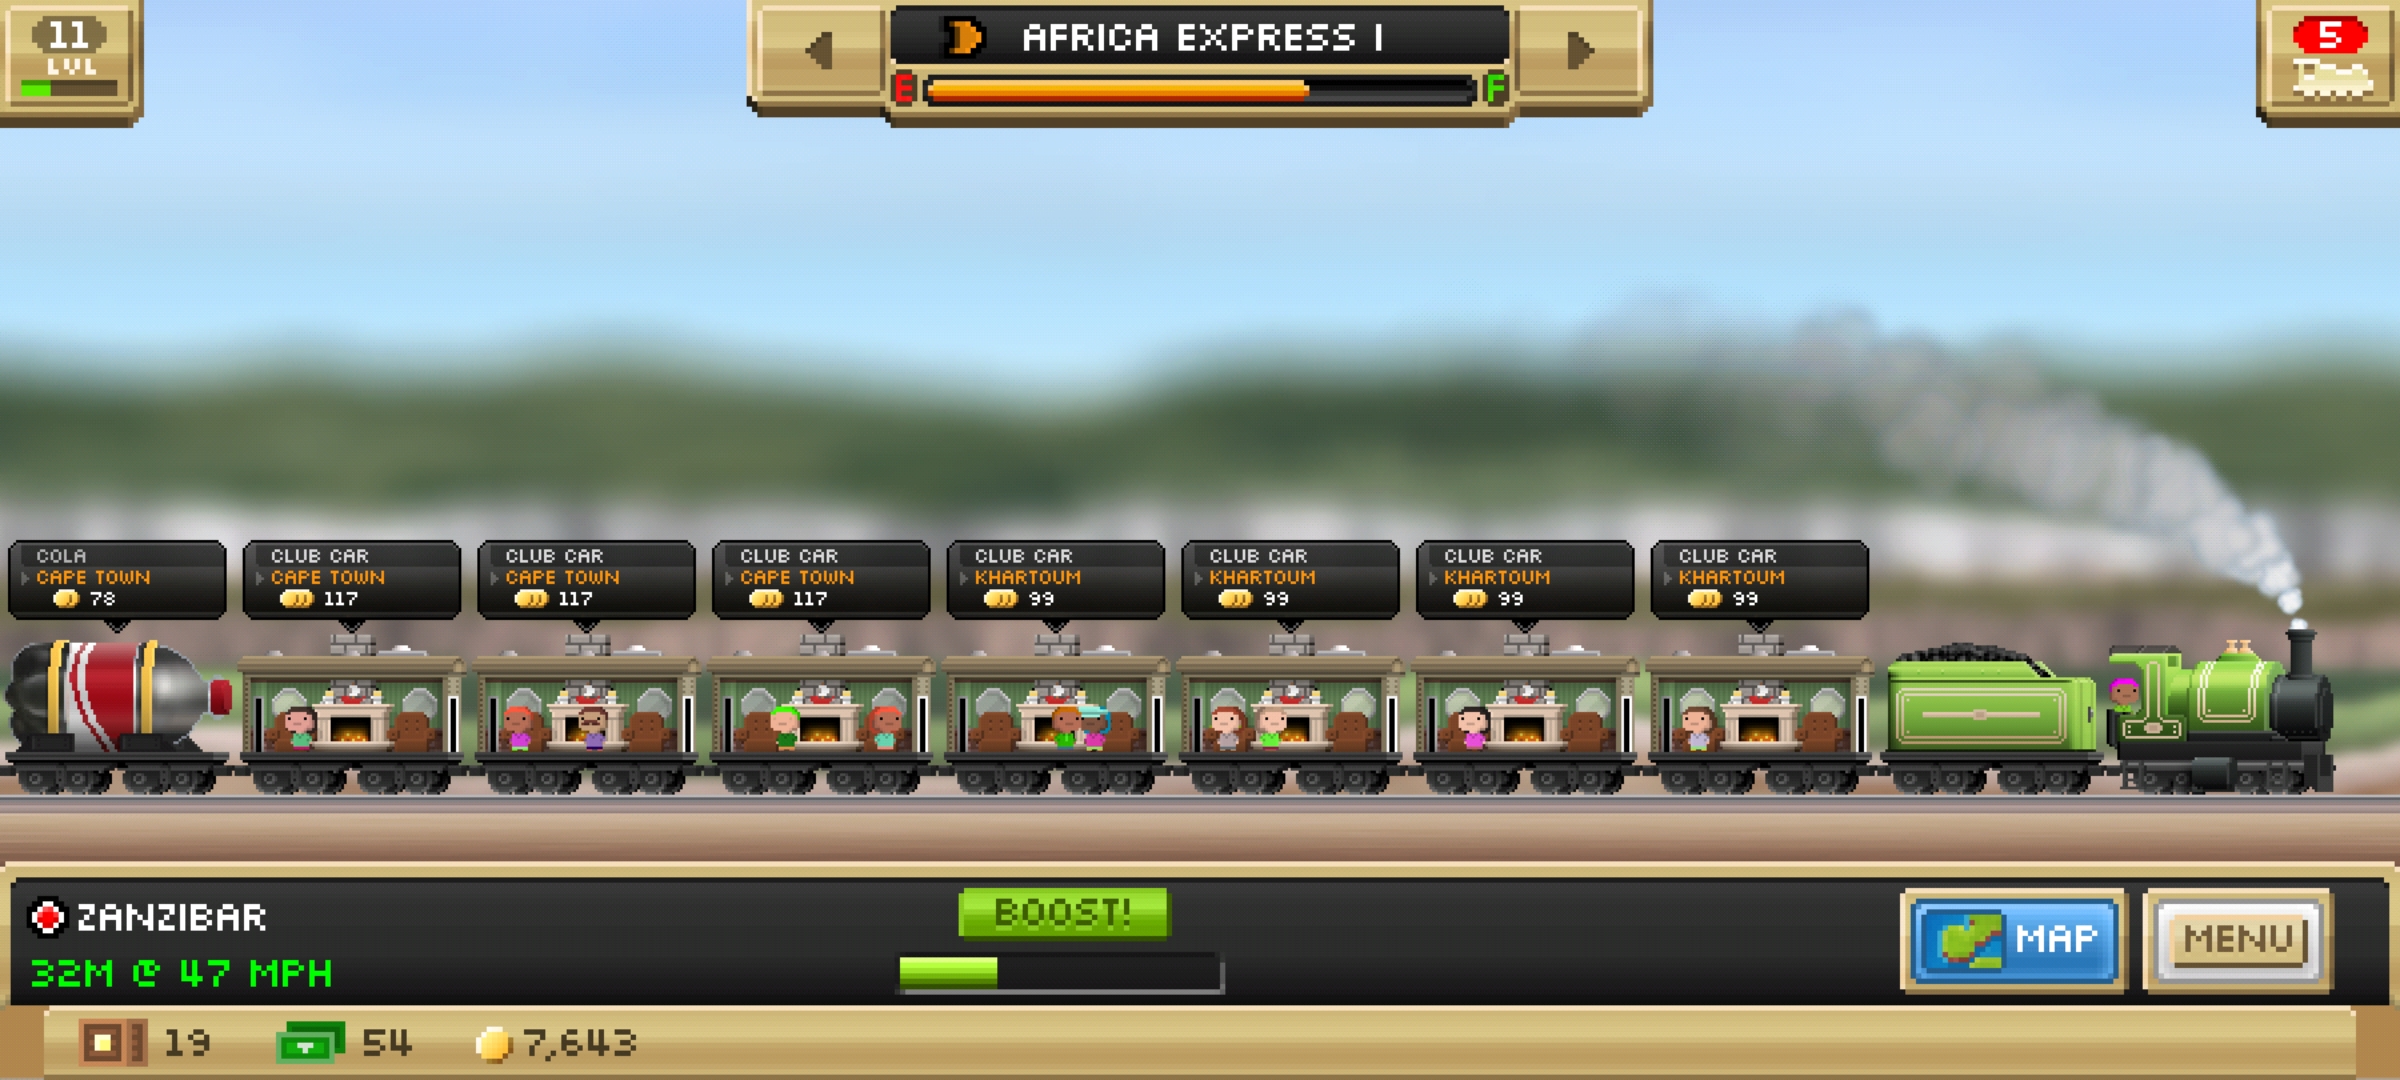 11
LVL
AFRICA EXPRESS I
E
F
5
COLA
CAPE TOWN
78
CLUB CAR
CAPE TOWN
117
CLUB CAR
CAPE TOWN
117
CLUB CAR
CAPE TOWN
117
CLUB CAR
KHARTOUM
99
CLUB CAR
KHARTOUM
99
CLUB CAR
KHARTOUM
99
CLUB CAR
KHARTOUM
99
ZANZIBAR
32M @ 47 MPH
BOOST!
MAP
MENU
19
54
7,643